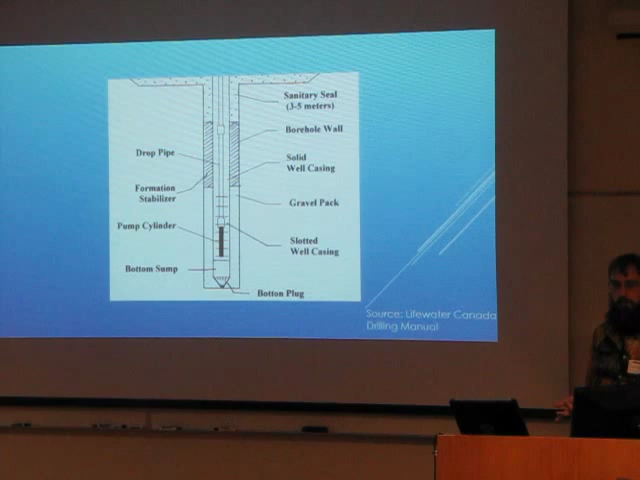 Sanitary Seal
(3-5 meters)
Borehole Wall
Drop Pipe
Solid
Well Casing
Formation
Stabilizer
Gravel Pack
Pump Cylinder
Slotted
Well Casing
Bottom Sump
Botton Plug
Source: Lifewater Canada
Drilling Manual